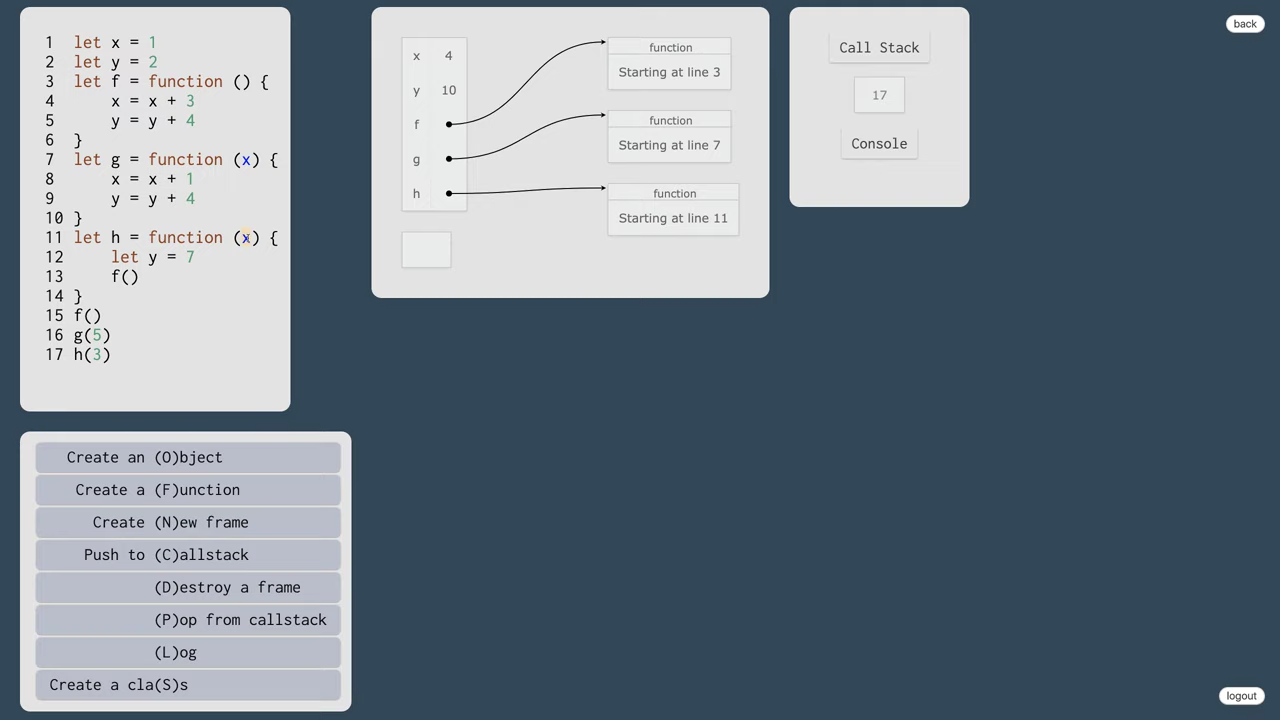 1 let x = 1
2 let y = 2
3 let f = function () {
4 x = x + 3
5 y = y + 4
6 }
7 let g = function (x) {
8 x = x + 1
9 y = y + 4
10 }
11 let h = function (x) {
12 let y = 7
13 f()
14 }
15 f()
16 g(5)
17 h(3)
Create an (O)bject
Create a (F)unction
Create (N)ew frame
Push to (C)allstack
(D)estroy a frame
(P)op from callstack
(L)og
Create a cla(S)s
x 4
y 10
f
g
h
function
Starting at line 3
function
Starting at line 7
function
Starting at line 11
Call Stack
17
Console
back
logout